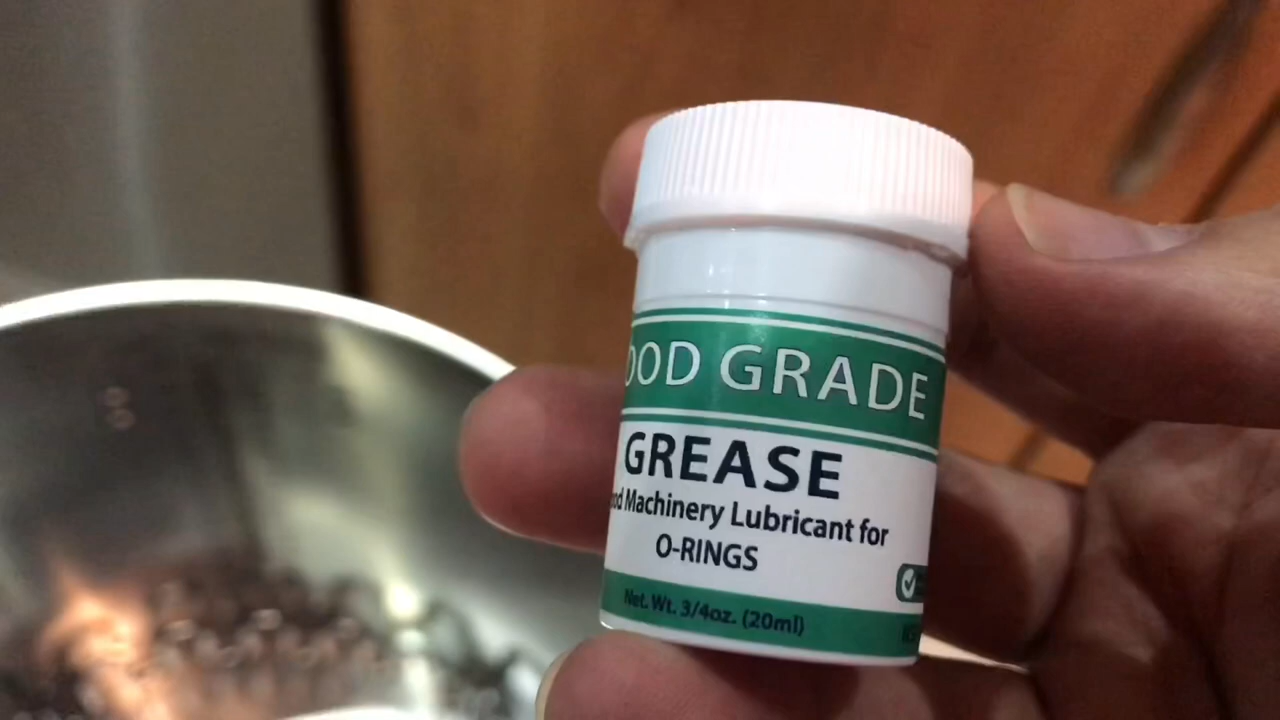 OOD GRADE
GREASE
od Machinery Lubricant for
O-RINGS
Net. Wt. 3/4oz. (20ml)